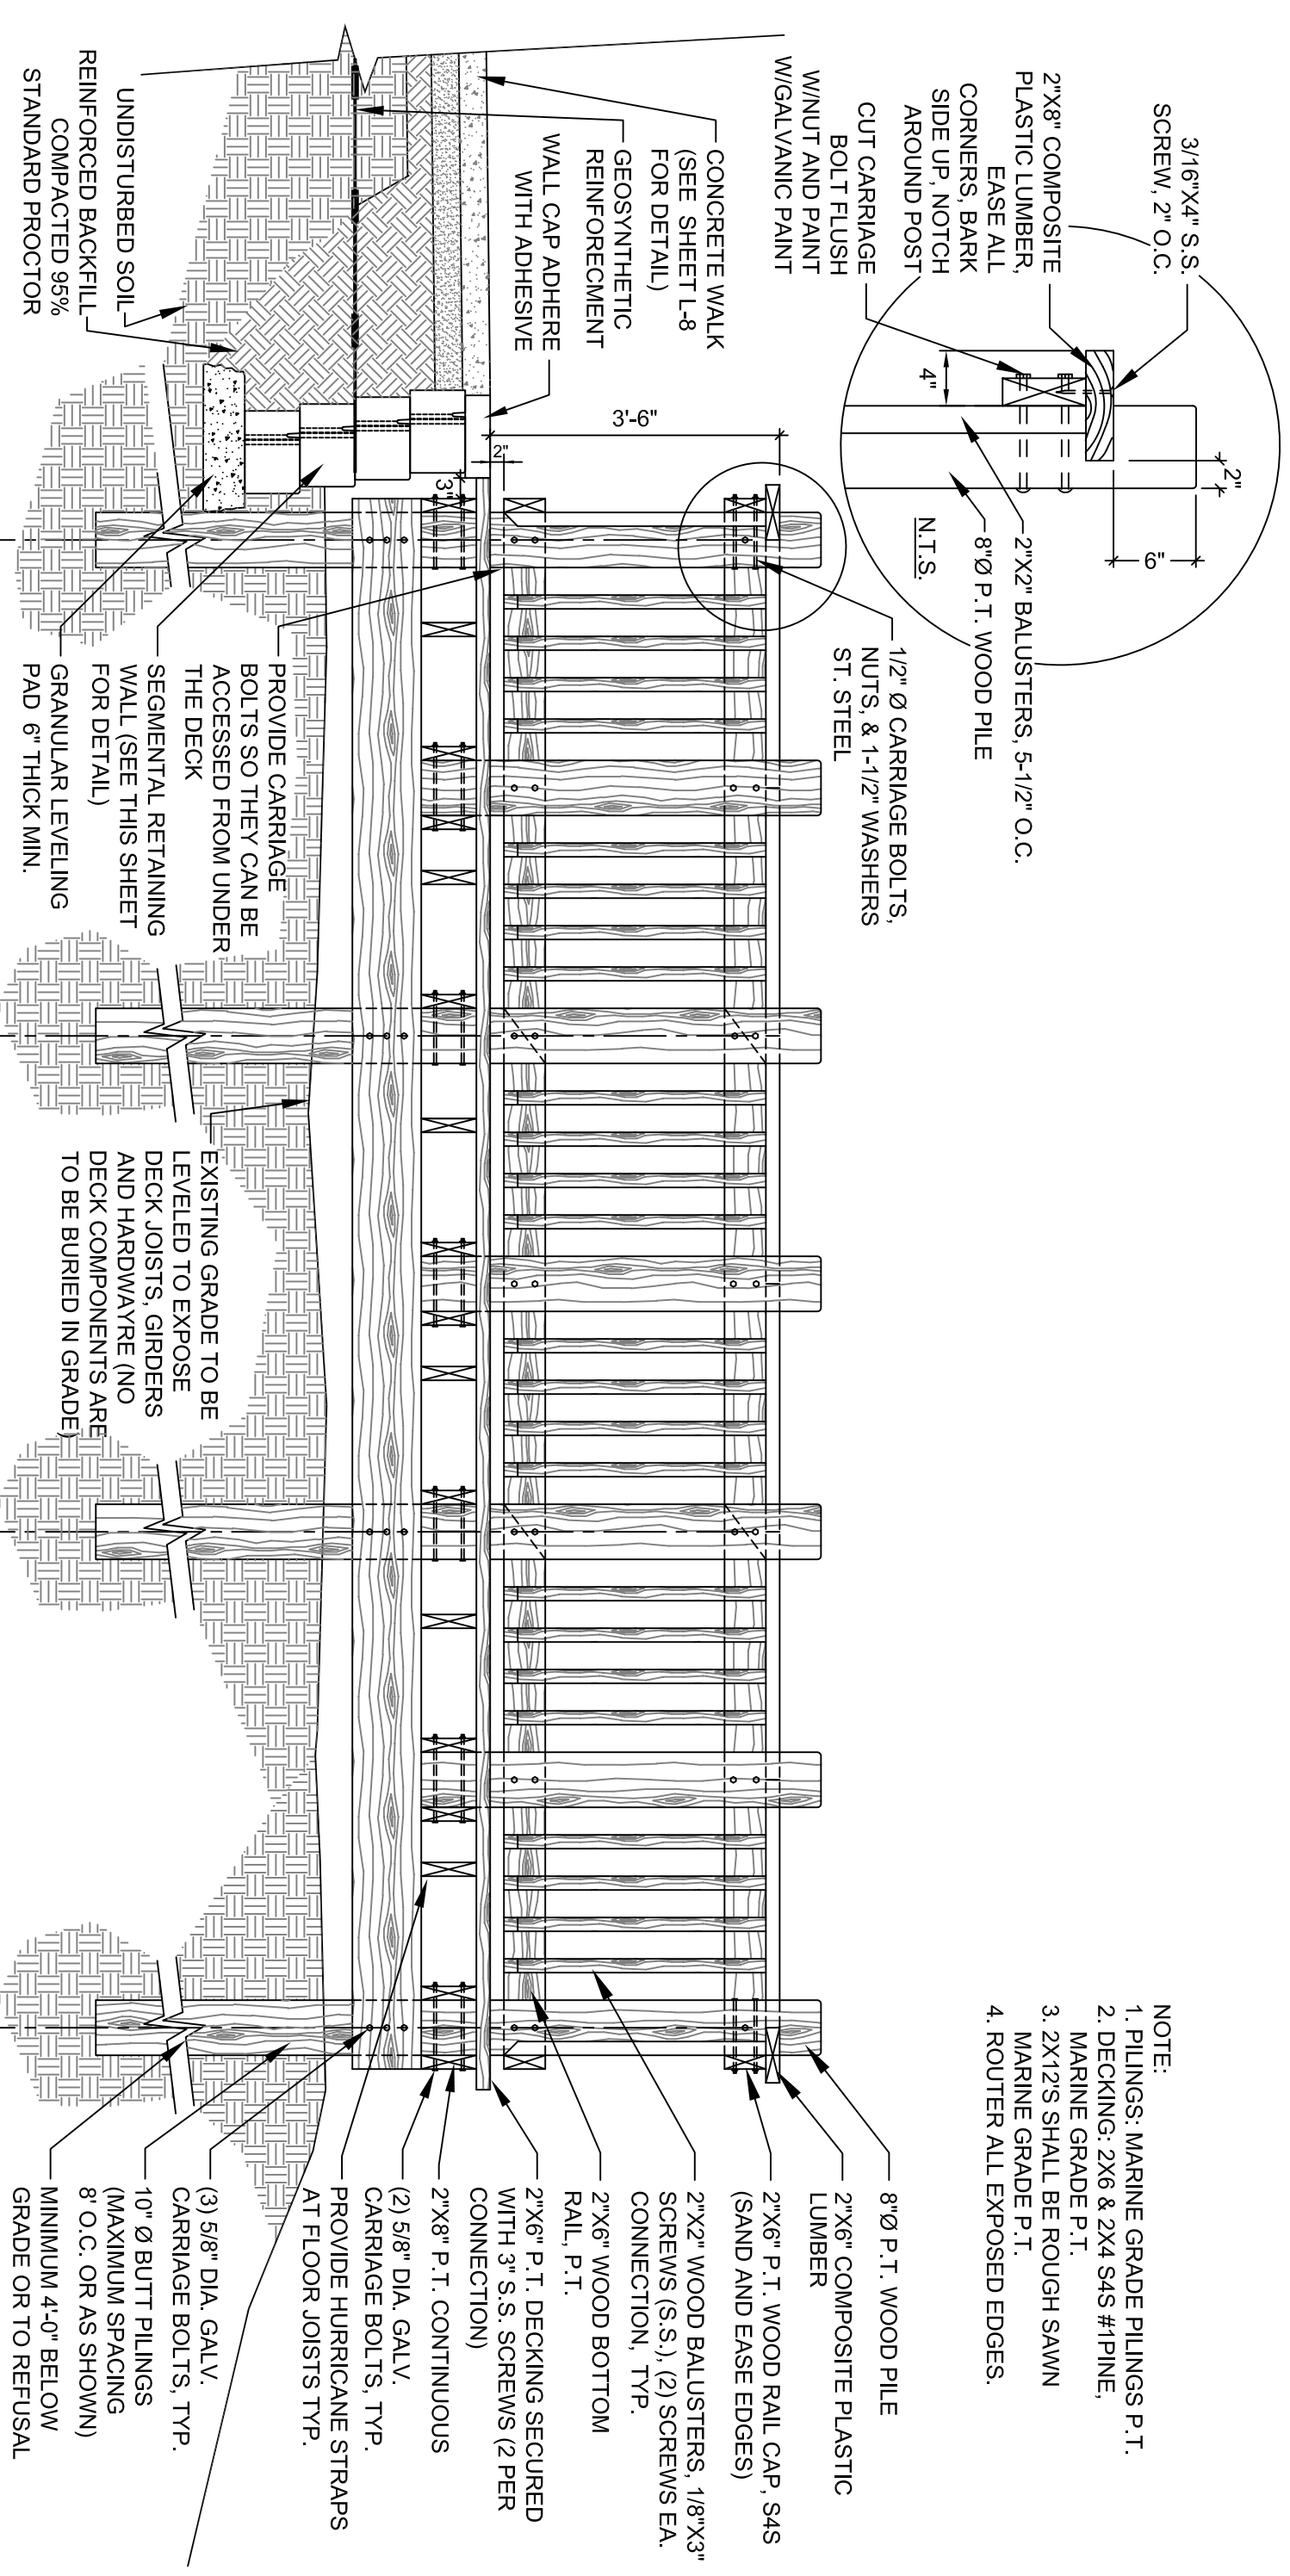 3/16"X4" S.S.
SCREW, 2" O.C.
2"X8" COMPOSITE
PLASTIC LUMBER,
EASE ALL
CORNERS, BARK
SIDE UP, NOTCH
AROUND POST
CUT CARRIAGE
BOLT FLUSH
W/NUT AND PAINT
W/GALVANIC PAINT
4"
2"
6"
2"X2" BALUSTERS, 5-1/2" O.C.
8"Ø P.T. WOOD PILE
N.T.S.
1/2" Ø CARRIAGE BOLTS,
NUTS, & 1-1/2" WASHERS
ST. STEEL
CONCRETE WALK
(SEE SHEET L-8
FOR DETAIL)
GEOSYNTHETIC
REINFORECMENT
WALL CAP ADHERE
WITH ADHESIVE
3'-6"
2"
3"
UNDISTURBED SOIL
REINFORCED BACKFILL
COMPACTED 95%
STANDARD PROCTOR
PROVIDE CARRIAGE
BOLTS SO THEY CAN BE
ACCESSED FROM UNDER
THE DECK
SEGMENTAL RETAINING
WALL (SEE THIS SHEET
FOR DETAIL)
GRANULAR LEVELING
PAD 6" THICK MIN.
EXISTING GRADE TO BE
LEVELED TO EXPOSE
DECK JOISTS, GIRDERS
AND HARDWAYRE (NO
DECK COMPONENTS ARE
TO BE BURIED IN GRADE)
NOTE:
1. PILINGS: MARINE GRADE PILINGS P.T.
2. DECKING: 2X6 & 2X4 S4S #1PINE,
MARINE GRADE P.T.
3. 2X12'S SHALL BE ROUGH SAWN
MARINE GRADE P.T.
4. ROUTER ALL EXPOSED EDGES.
8"Ø P.T. WOOD PILE
2"X6" COMPOSITE PLASTIC
LUMBER
2"X6" P.T. WOOD RAIL CAP, S4S
(SAND AND EASE EDGES)
2"X2" WOOD BALUSTERS, 1/8"X3"
SCREWS (S.S.), (2) SCREWS EA.
CONNECTION, TYP.
2"X6" WOOD BOTTOM
RAIL, P.T.
2"X6" P.T. DECKING SECURED
WITH 3" S.S. SCREWS (2 PER
CONNECTION)
2"X8" P.T. CONTINUOUS
(2) 5/8" DIA. GALV.
CARRIAGE BOLTS, TYP.
PROVIDE HURRICANE STRAPS
AT FLOOR JOISTS TYP.
(3) 5/8" DIA. GALV.
CARRIAGE BOLTS, TYP.
10" Ø BUTT PILINGS
(MAXIMUM SPACING
8' O.C. OR AS SHOWN)
MINIMUM 4'-0" BELOW
GRADE OR TO REFUSAL